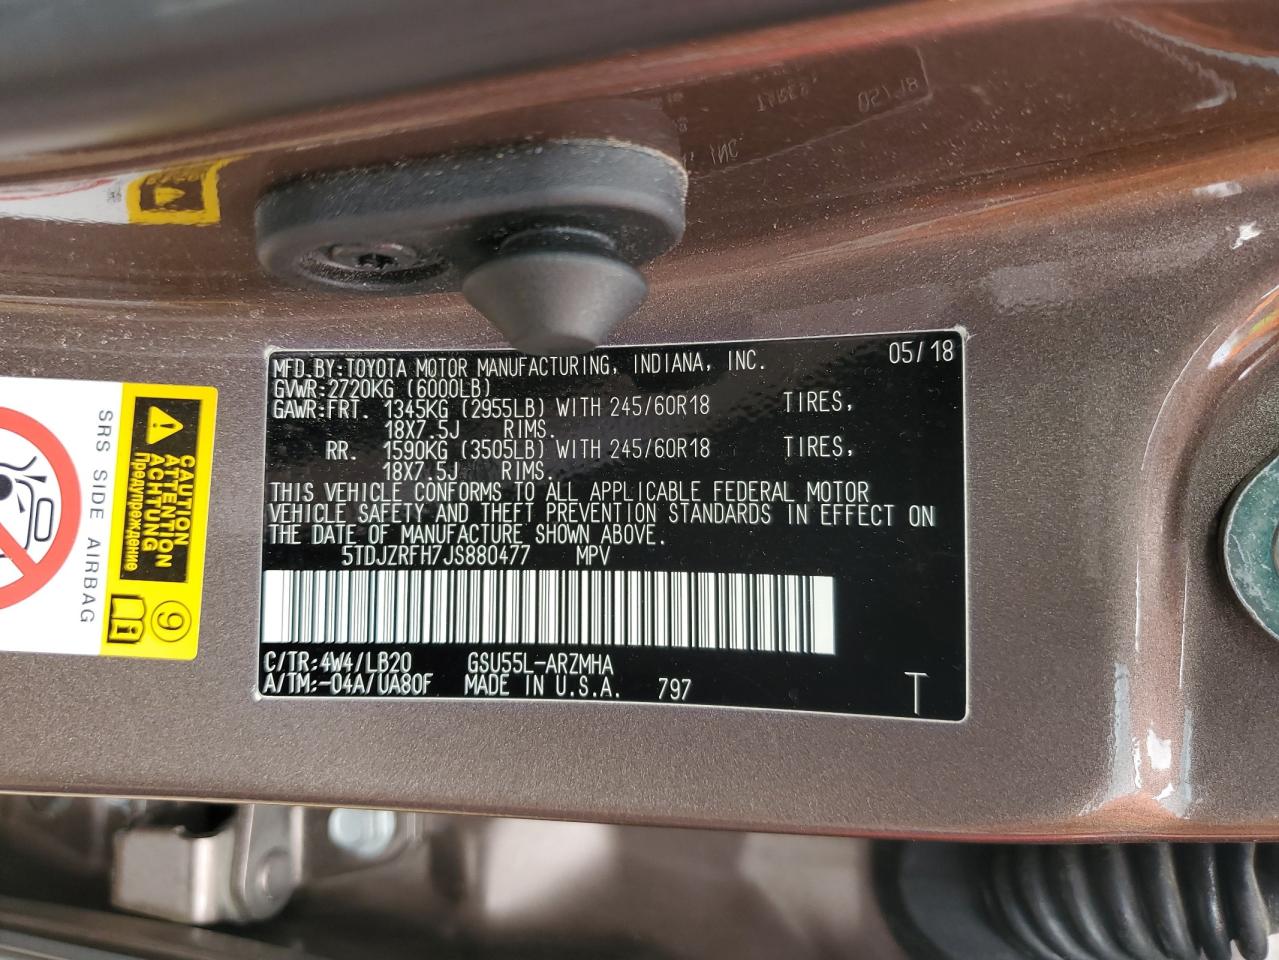 MFD.BY:TOYOTA MOTOR MANUFACTURING, INDIANA, INC. 05/18
GVWR:2720KG (6000LB)
GAWR:FRT. 1345KG (2955LB) WITH 245/60R18 TIRES,
18X7.5J RIMS.
RR. 1590KG (3505LB) WITH 245/60R18 TIRES,
18X7.5J RIMS.
THIS VEHICLE CONFORMS TO ALL APPLICABLE FEDERAL MOTOR
VEHICLE SAFETY AND THEFT PREVENTION STANDARDS IN EFFECT ON
THE DATE OF MANUFACTURE SHOWN ABOVE.
5TDJZRFH7JS880477 MPV
C/TR:4W4/LB20 GSU55L-ARZMHA
A/TM:-04A/UA80F MADE IN U.S.A. 797 T
SRS SIDE AIRBAG
CAUTION
ATTENTION
ACHTUNG
Предупреждение
9